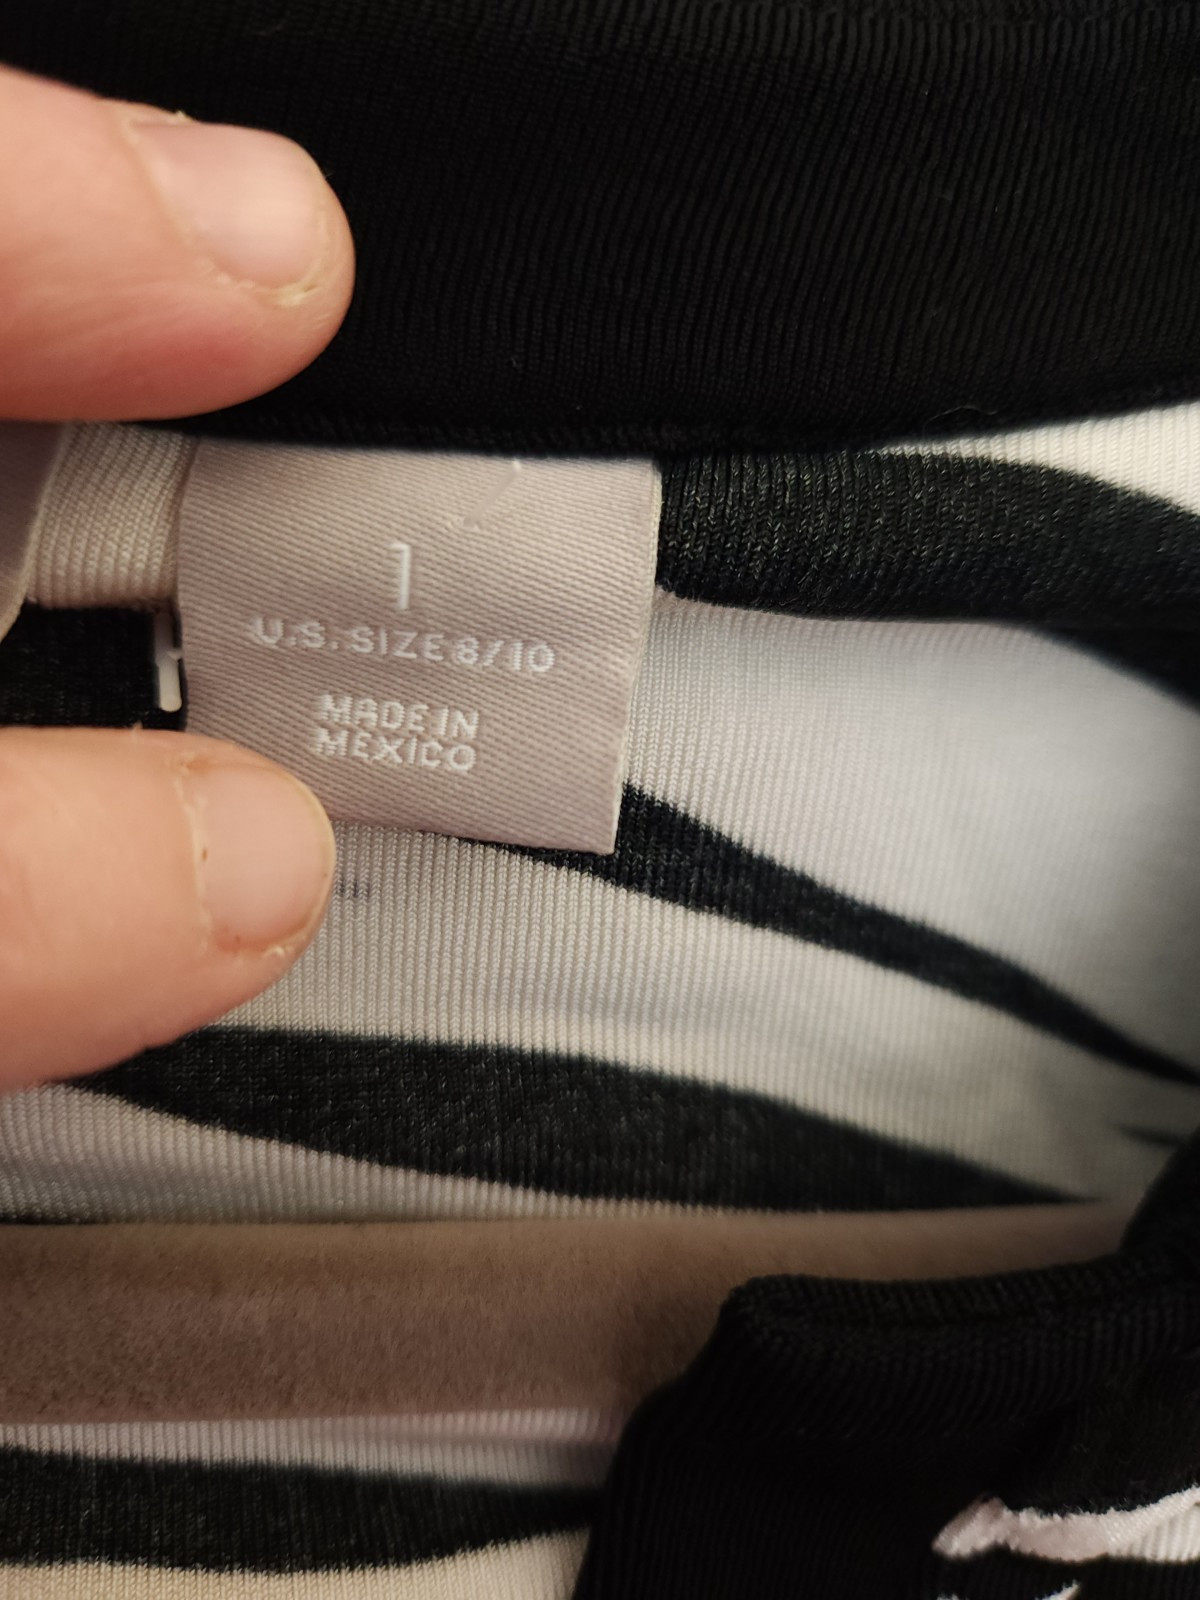 1
U.S. SIZE 8/10
MADE IN
MEXICO